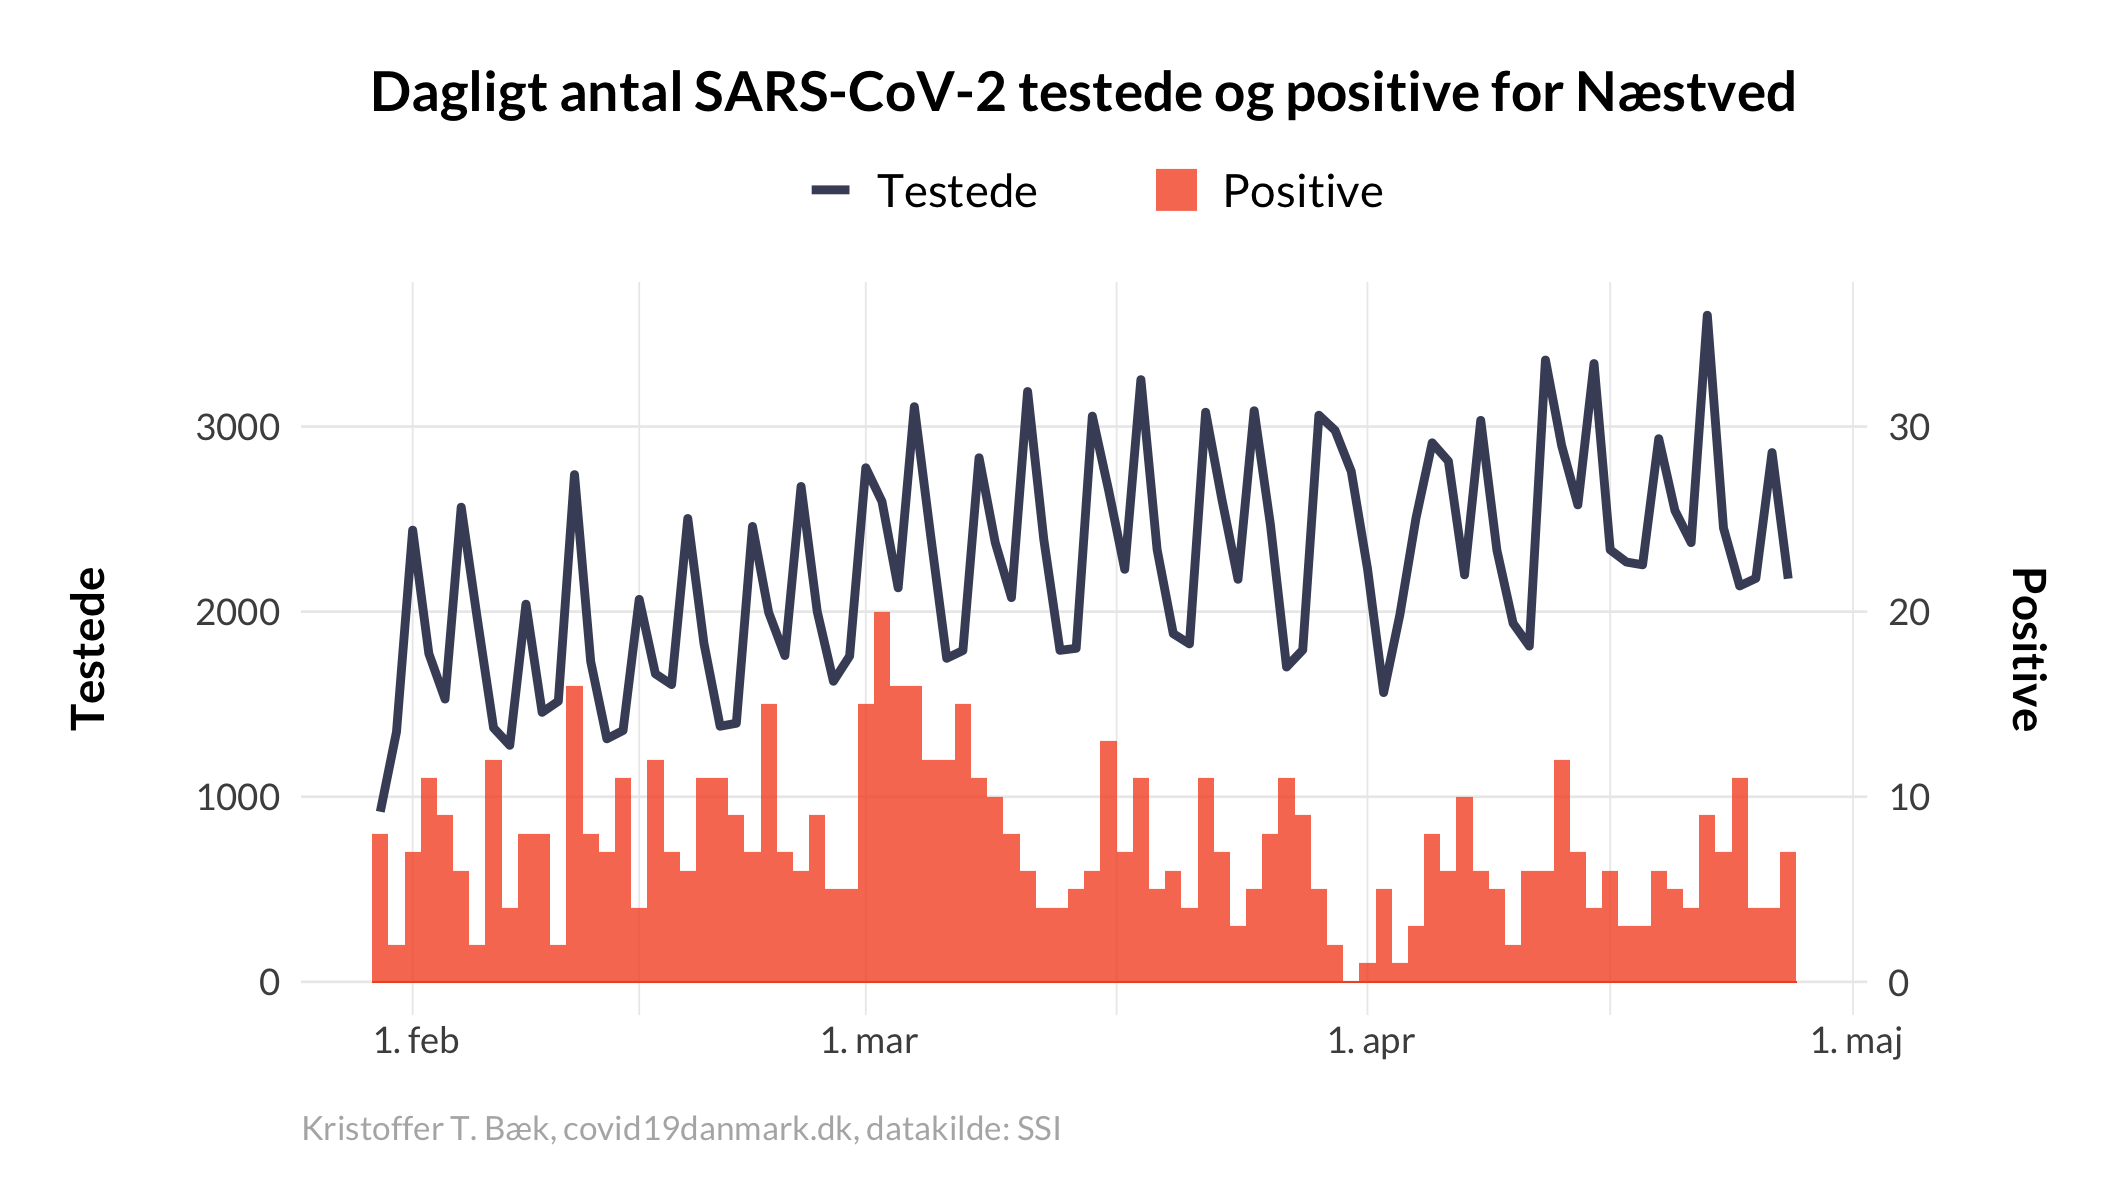 Dagligt antal SARS-CoV-2 testede og positive for Næstved
Testede
Positive
3000
2000
1000
0
30
20
10
0
Testede
Positive
1. feb
1. mar
1. apr
1. maj
Kristoffer T. Bæk, covid19danmark.dk, datakilde: SSI